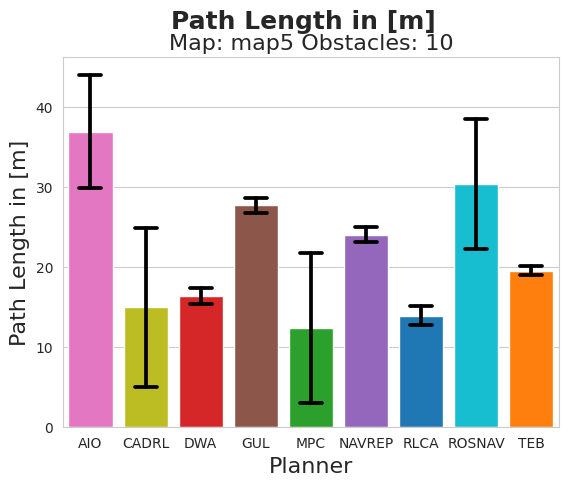 Path Length in [m]
Map: map5 Obstacles: 10
Path Length in [m]
40
30
20
10
0
AIO CADRL DWA GUL MPC NAVREP RLCA ROSNAV TEB
Planner